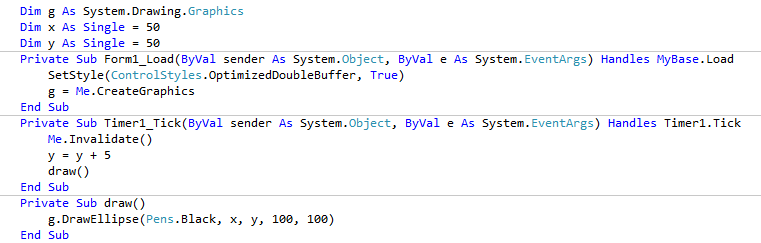 Dim g As System.Drawing.Graphics
Dim x As Single = 50
Dim y As Single = 50
Private Sub Form1_Load(ByVal sender As System.Object, ByVal e As System.EventArgs) Handles MyBase.Load
    SetStyle(ControlStyles.OptimizedDoubleBuffer, True)
    g = Me.CreateGraphics
End Sub
Private Sub Timer1_Tick(ByVal sender As System.Object, ByVal e As System.EventArgs) Handles Timer1.Tick
    Me.Invalidate()
    y = y + 5
    draw()
End Sub
Private Sub draw()
    g.DrawEllipse(Pens.Black, x, y, 100, 100)
End Sub